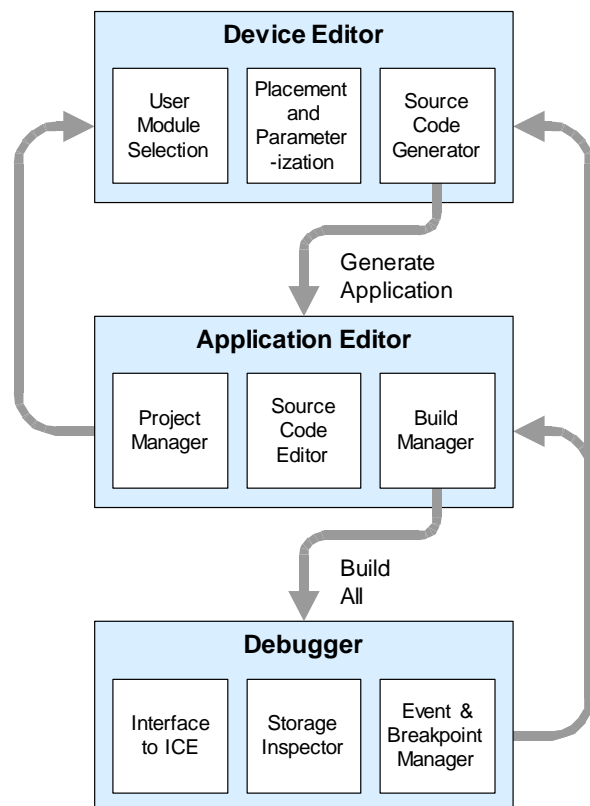 Device Editor
User
Module
Selection
Placement
and
Parameter
-ization
Source
Code
Generator
Generate
Application
Application Editor
Project
Manager
Source
Code
Editor
Build
Manager
Build
All
Debugger
Interface
to ICE
Storage
Inspector
Event &
Breakpoint
Manager